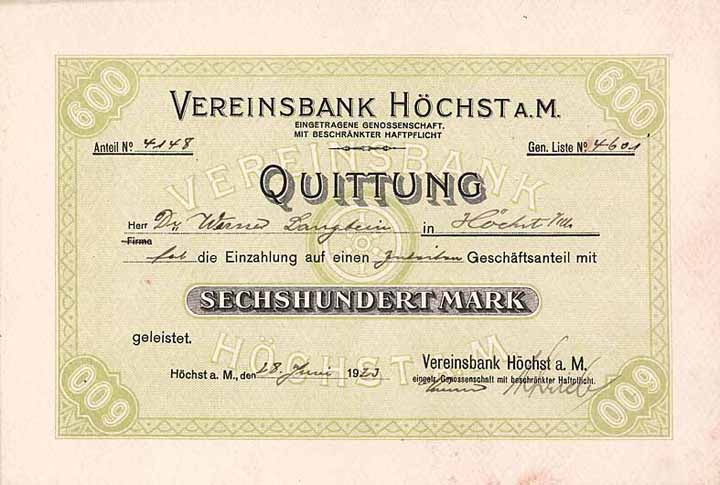 600 600
VEREINSBANK HÖCHST A.M.
EINGETRAGENE GENOSSENSCHAFT.
MIT BESCHRÄNKTER HAFTPFLICHT
Anteil No 4148 Gen. Liste No 4601
VEREINSBANK
QUITTUNG
Herr Dr. Werner Langbein in Höchst
Firma
hat die Einzahlung auf einen Geschäftsanteil mit
SECHSHUNDERT MARK
geleistet.
HÖCHST A.M.
Vereinsbank Höchst a. M.
Höchst a. M., den 28. Juni 1923 eingetr. Genossenschaft mit beschränkter Haftpflicht.
600 600